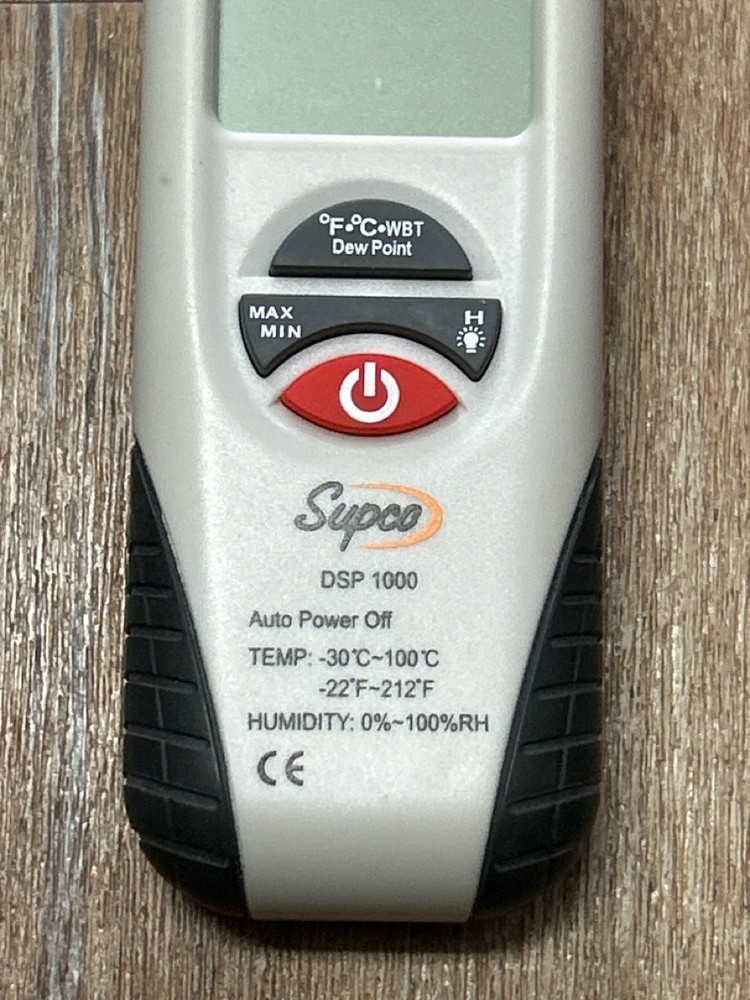 °F•°C•WBT
Dew Point
MAX
MIN
H
Supco
DSP 1000
Auto Power Off
TEMP: -30℃~100℃
-22°F~212°F
HUMIDITY: 0%~100%RH
CE